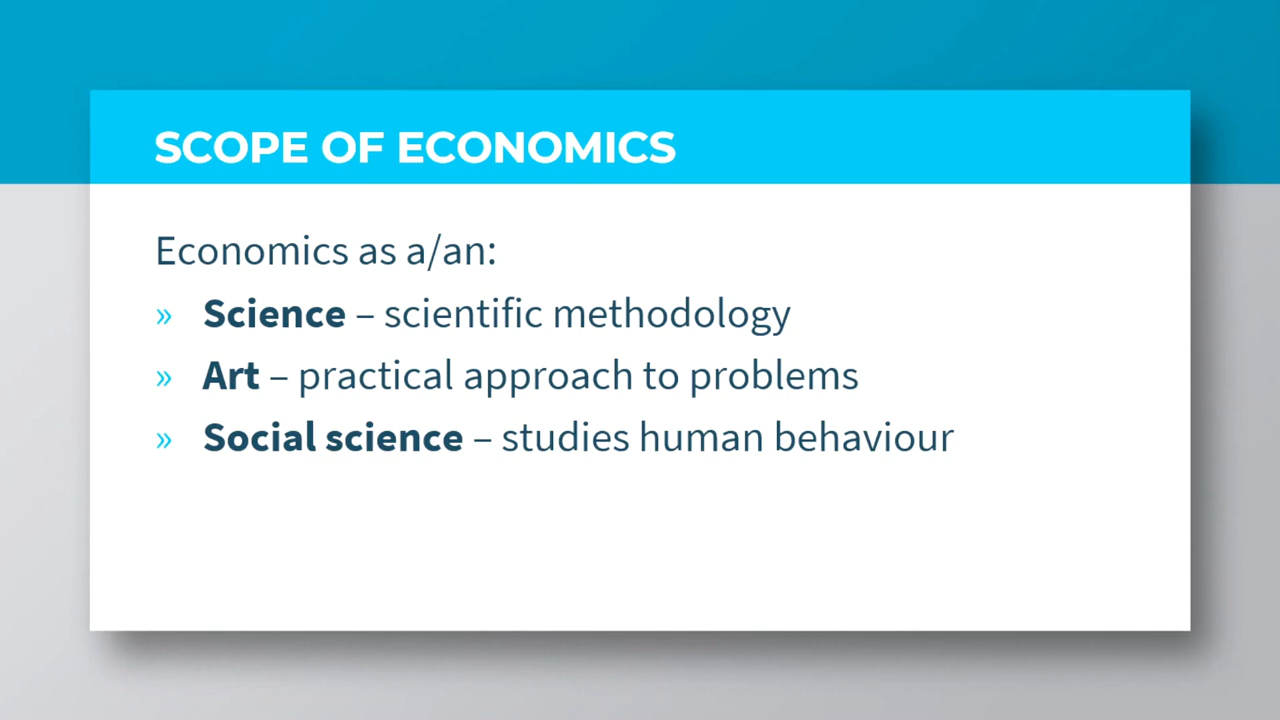 SCOPE OF ECONOMICS
Economics as a/an:
» Science – scientific methodology
» Art – practical approach to problems
» Social science – studies human behaviour